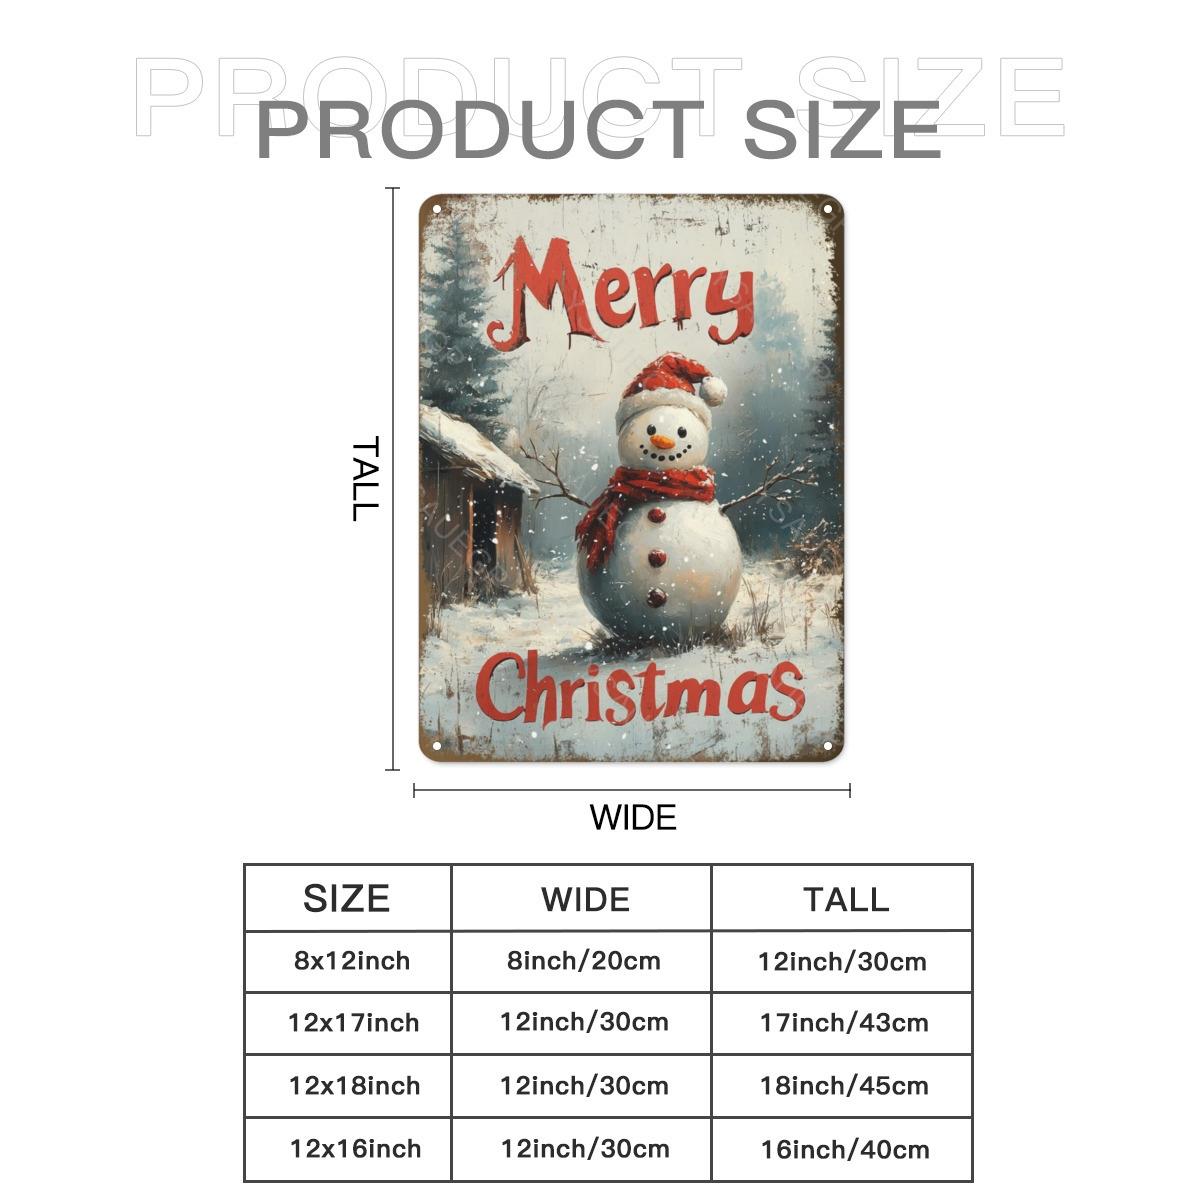 PRODUCT SIZE
PRODUCT SIZE
Merry
Christmas
TALL
WIDE
SIZE WIDE TALL
8x12inch 8inch/20cm 12inch/30cm
12x17inch 12inch/30cm 17inch/43cm
12x18inch 12inch/30cm 18inch/45cm
12x16inch 12inch/30cm 16inch/40cm